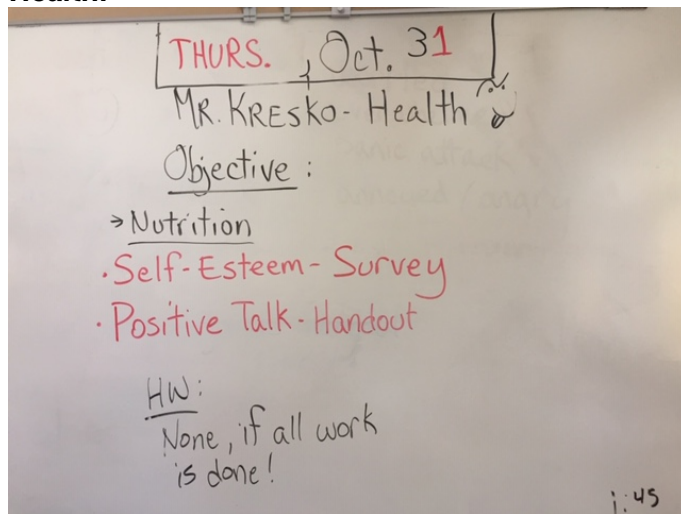 Health:
THURS., Oct. 31
MR. KRESKO - Health
Objective :
→ Nutrition
· Self-Esteem - Survey
· Positive Talk - Handout
HW:
None, if all work
is done!
1:45